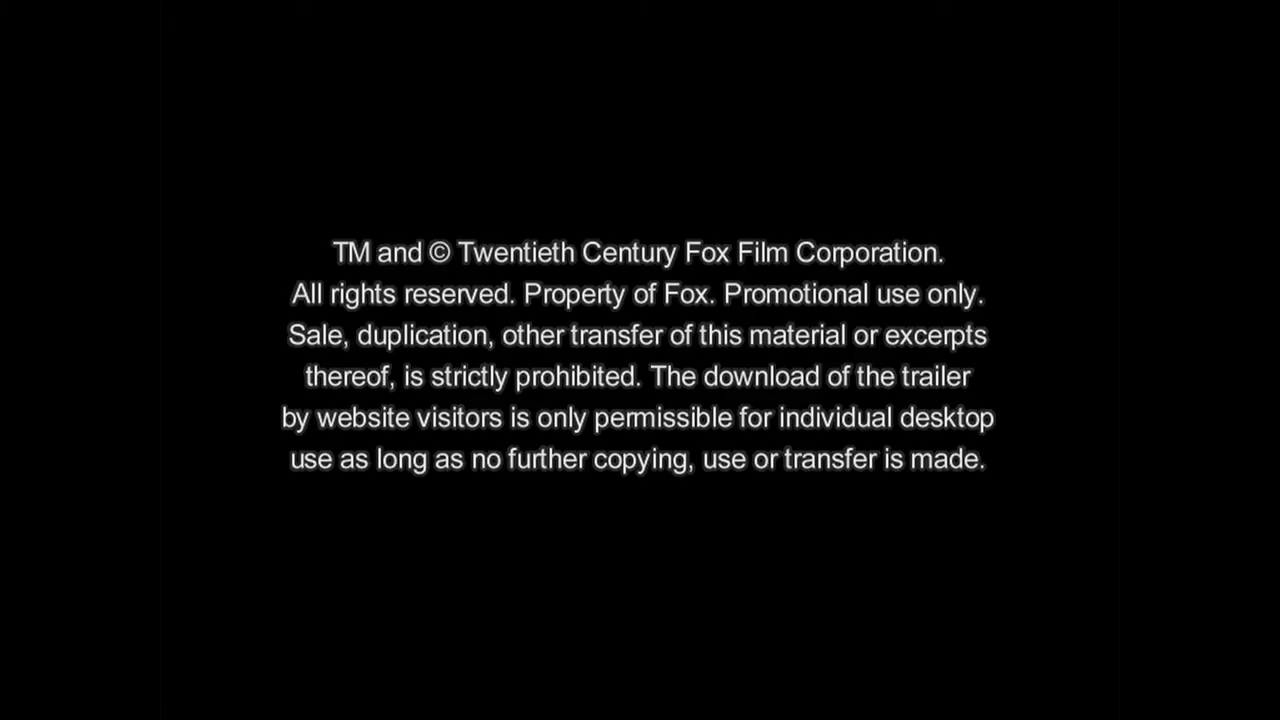 TM and © Twentieth Century Fox Film Corporation.
All rights reserved. Property of Fox. Promotional use only.
Sale, duplication, other transfer of this material or excerpts
thereof, is strictly prohibited. The download of the trailer
by website visitors is only permissible for individual desktop
use as long as no further copying, use or transfer is made.